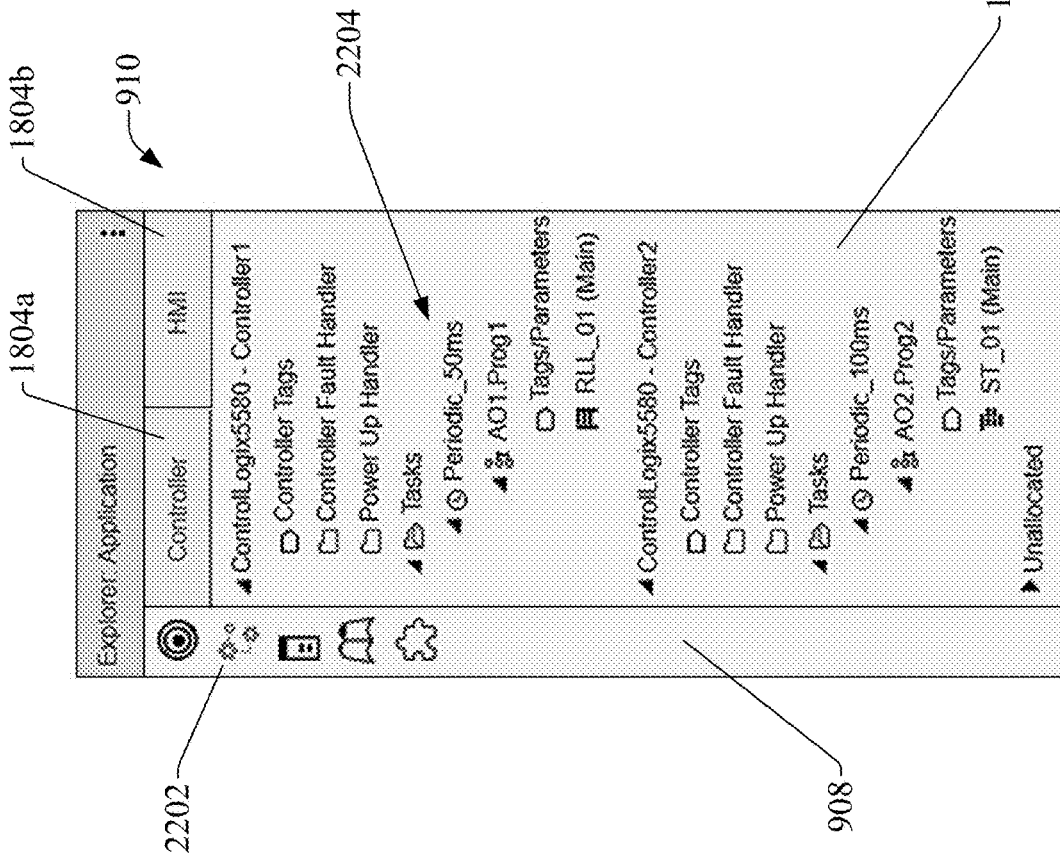 1804a
1804b
910
Explorer Application
Controller
HMI
ControlLogix5580 - Controller1
Controller Tags
Controller Fault Handler
Power Up Handler
Tasks
2204
Periodic_50ms
AO1.Prog1
Tags/Parameters
RLL_01 (Main)
ControlLogix5580 - Controller2
Controller Tags
Controller Fault Handler
Power Up Handler
Tasks
Periodic_100ms
AO2.Prog2
Tags/Parameters
ST_01 (Main)
Unallocated
2202
908